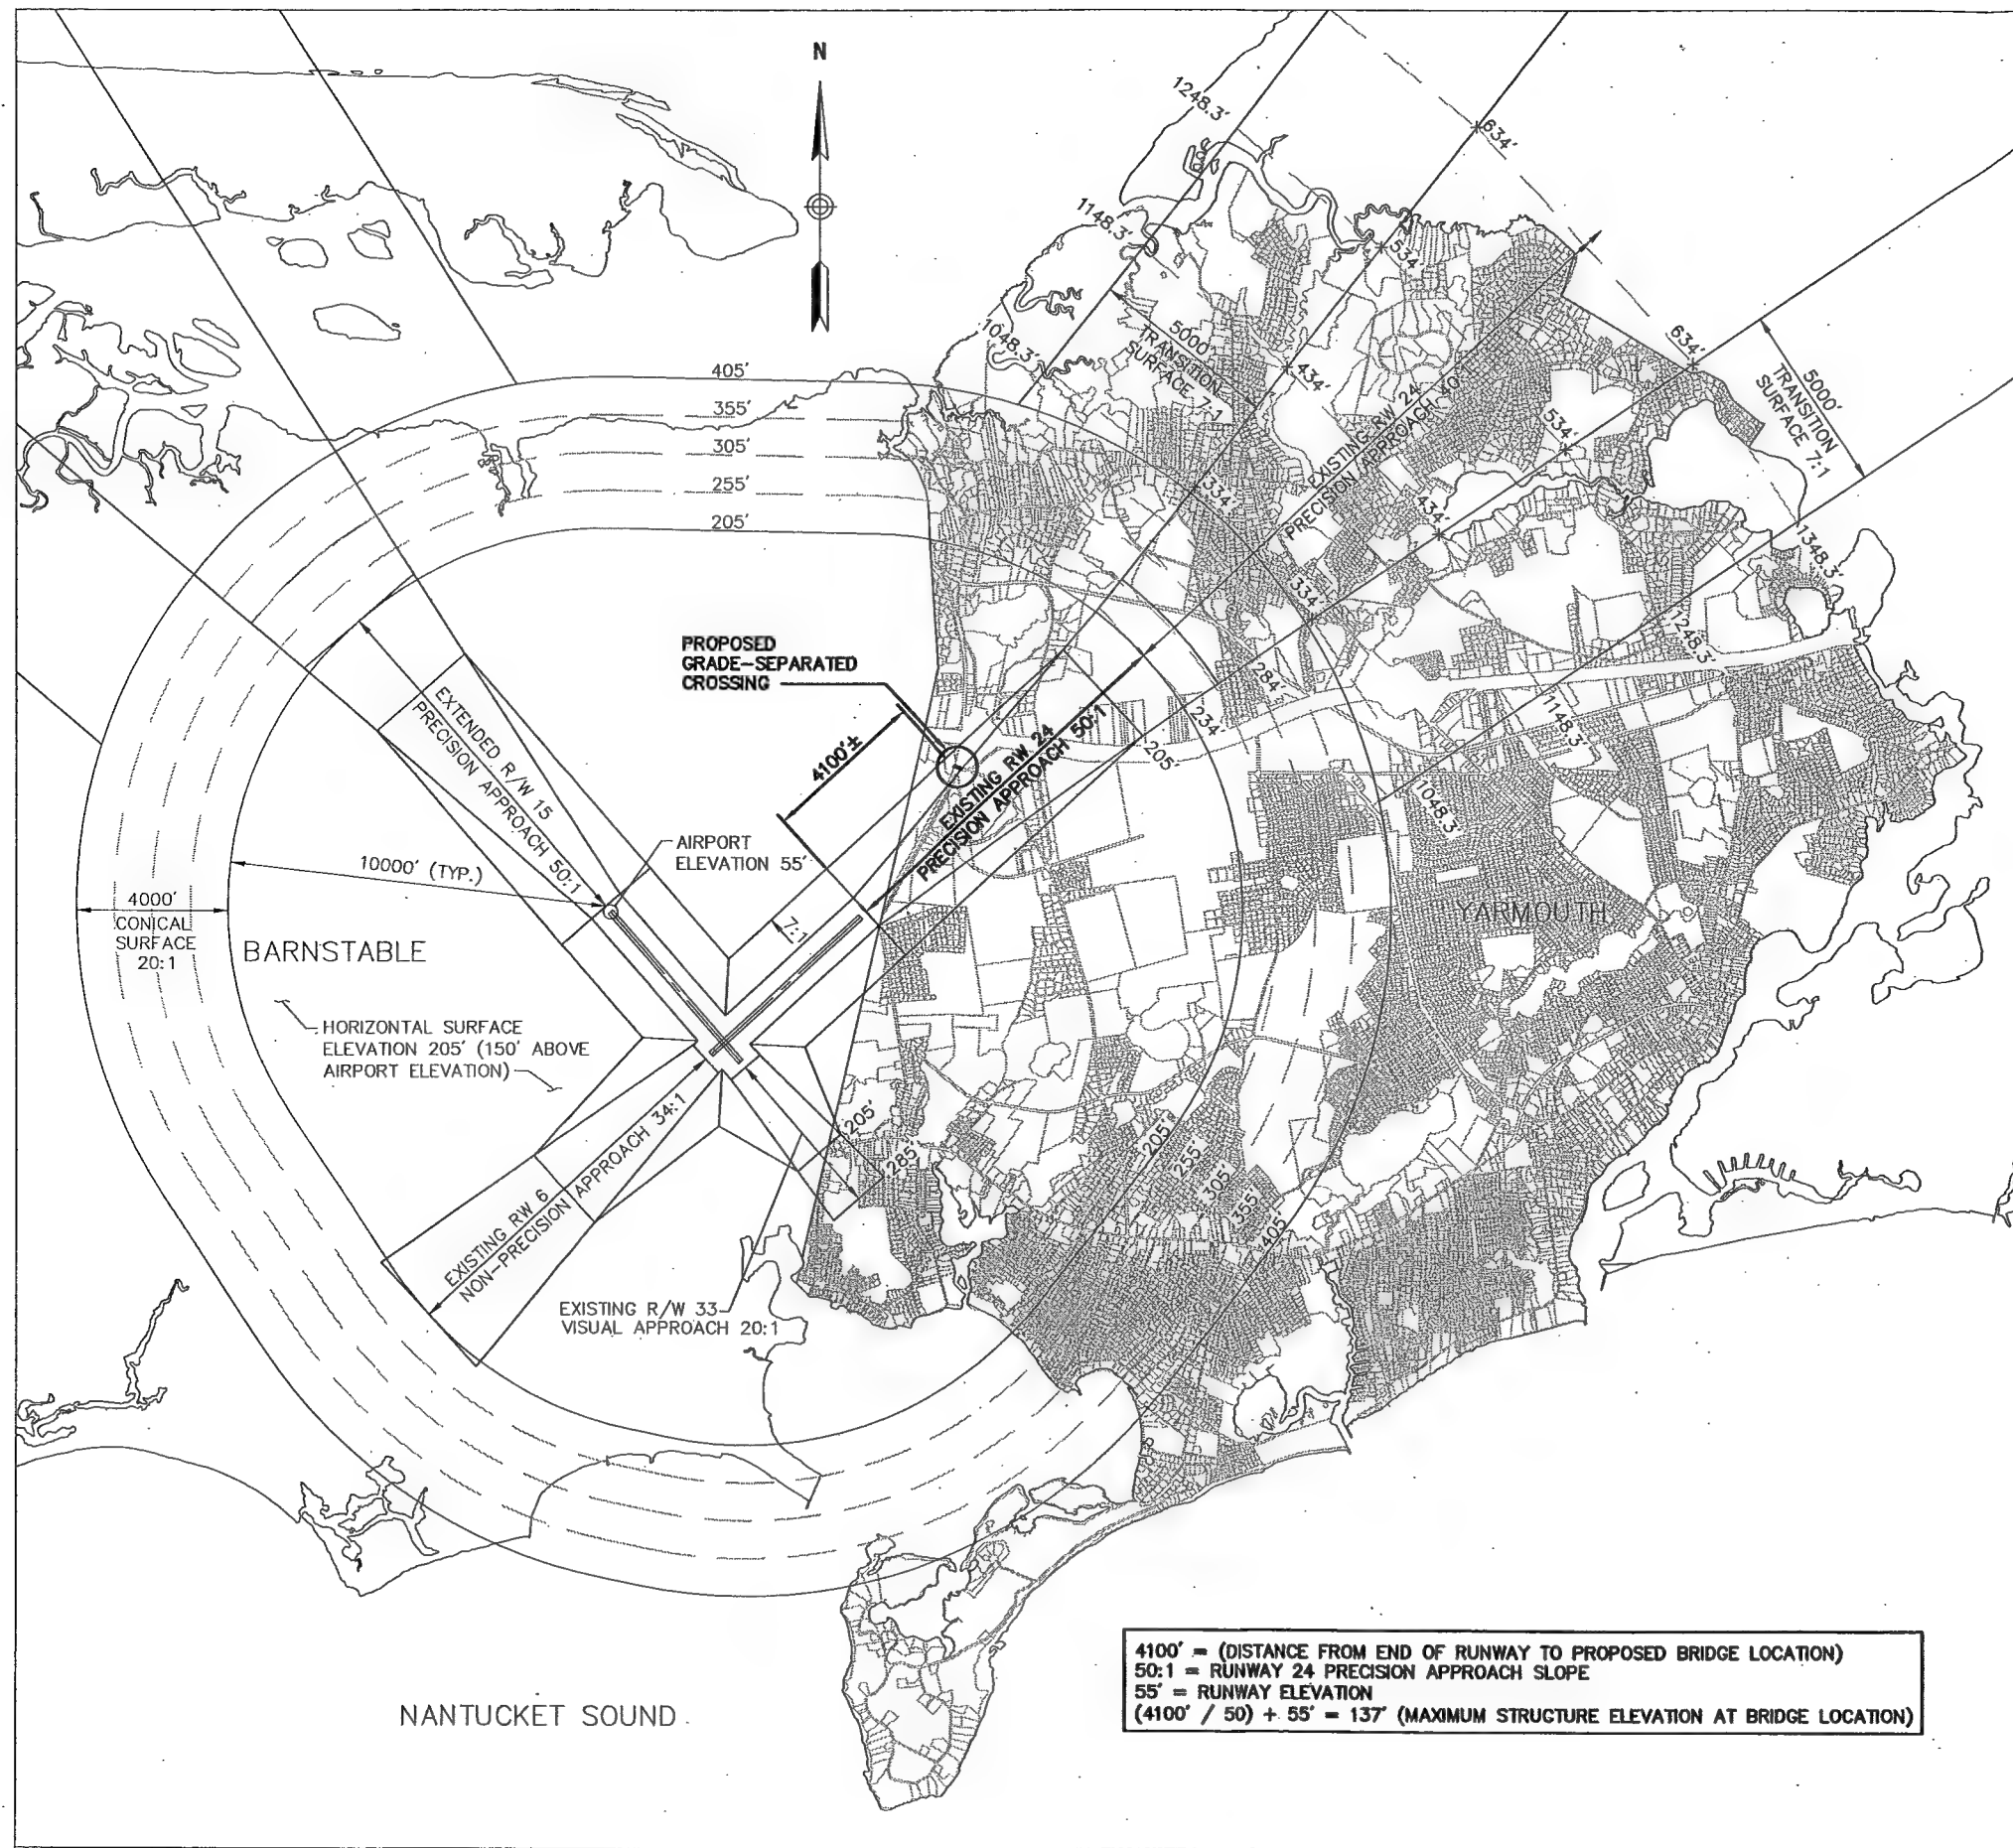 N
1248.3'
634'
1148.3'
534'
5000'
TRANSITION
SURFACE 7:1
1048.3'
434'
634'
5000'
TRANSITION
SURFACE 7:1
EXISTING RW 24
PRECISION APPROACH 40:1
534'
405'
355'
305'
255'
205'
334'
434'
1348.3'
334'
1248.3'
PROPOSED
GRADE-SEPARATED
CROSSING
284'
234'
1148.3'
205'
1048.3'
EXTENDED R/W 15
PRECISION APPROACH 50:1
4100'±
EXISTING RW 24
PRECISION APPROACH 50:1
AIRPORT
ELEVATION 55'
10000' (TYP.)
4000'
CONICAL
SURFACE
20:1
7:1
YARMOUTH
BARNSTABLE
HORIZONTAL SURFACE
ELEVATION 205' (150' ABOVE
AIRPORT ELEVATION)
205'
285'
205'
255'
305'
355'
405'
EXISTING RW 6
NON-PRECISION APPROACH 34:1
EXISTING R/W 33
VISUAL APPROACH 20:1
4100' = (DISTANCE FROM END OF RUNWAY TO PROPOSED BRIDGE LOCATION)
50:1 = RUNWAY 24 PRECISION APPROACH SLOPE
55' = RUNWAY ELEVATION
(4100' / 50) + 55' = 137' (MAXIMUM STRUCTURE ELEVATION AT BRIDGE LOCATION)
NANTUCKET SOUND